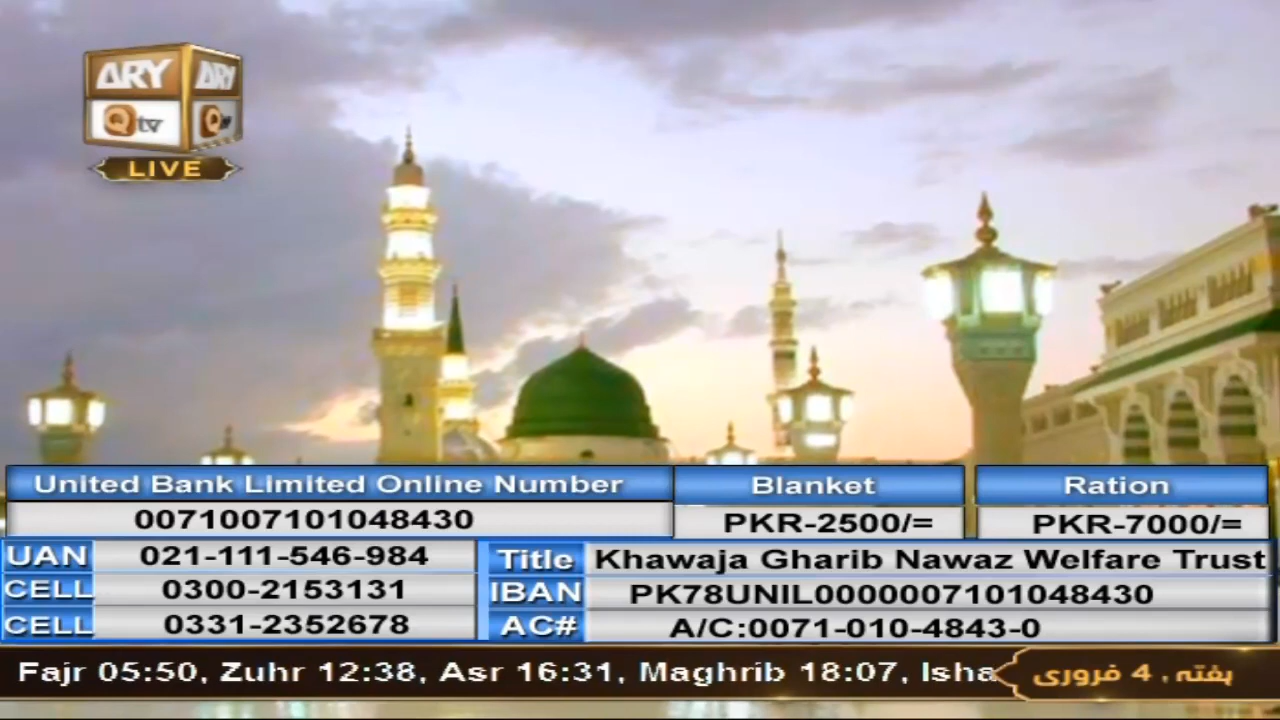 ARY ARY
Qtv Qtv
LIVE
United Bank Limited Online Number
0071007101048430
Blanket
PKR-2500/=
Ration
PKR-7000/=
UAN 021-111-546-984
CELL 0300-2153131
CELL 0331-2352678
Title Khawaja Gharib Nawaz Welfare Trust
IBAN PK78UNIL0000007101048430
AC# A/C:0071-010-4843-0
Fajr 05:50, Zuhr 12:38, Asr 16:31, Maghrib 18:07, Isha
ہفتہ ، 4 فروری